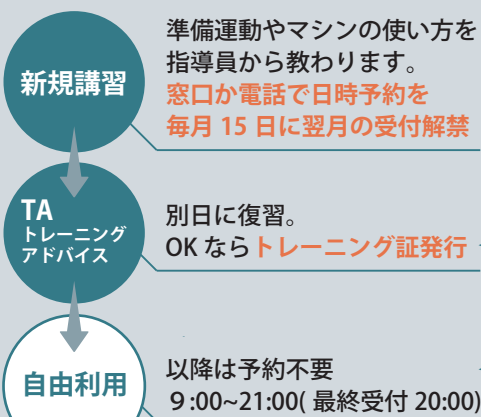 新規講習
準備運動やマシンの使い方を
指導員から教わります。
窓口か電話で日時予約を
毎月 15 日に翌月の受付解禁
TA
トレーニング
アドバイス
別日に復習。
OK ならトレーニング証発行
自由利用
以降は予約不要
9:00~21:00( 最終受付 20:00)